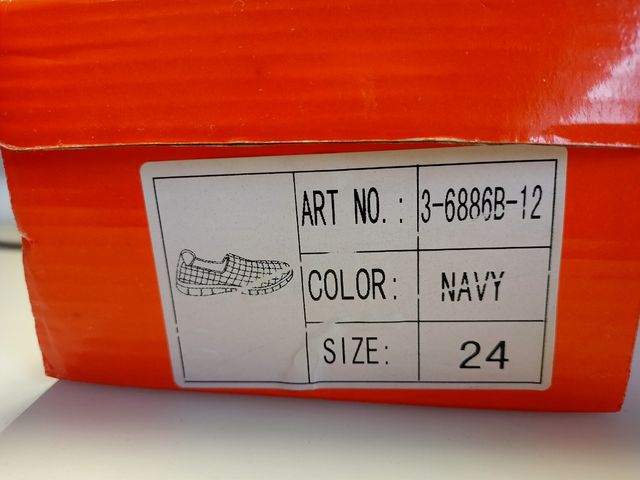 ART NO.: 3-6886B-12
COLOR: NAVY
SIZE: 24